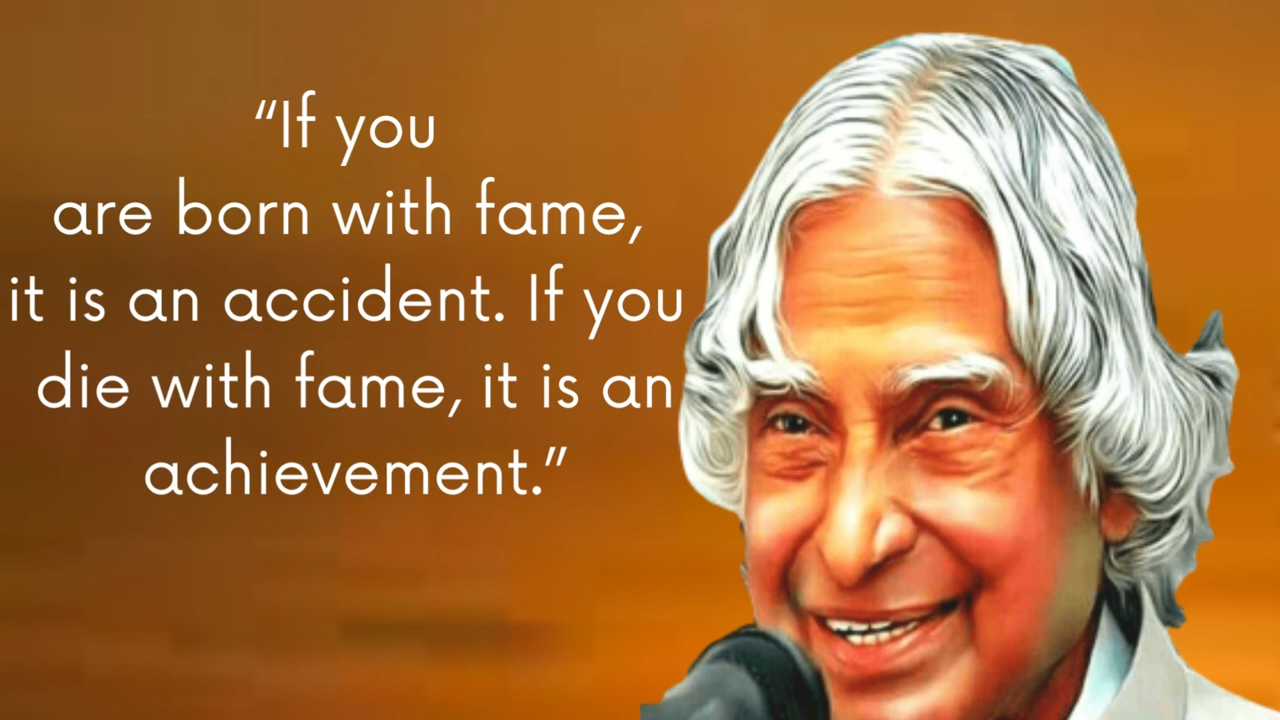 “If you
are born with fame,
it is an accident. If you
die with fame, it is an
achievement.”